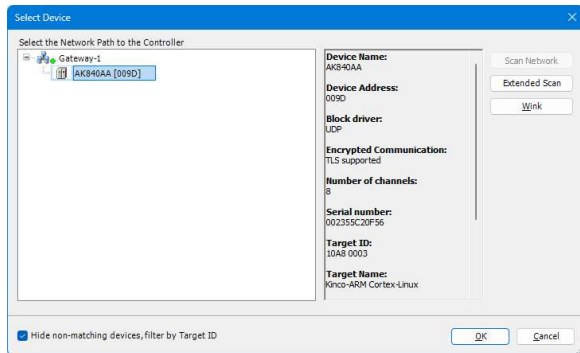 Select Device
Select the Network Path to the Controller
Gateway-1
AK840AA [009D]
Device Name:
AK840AA
Device Address:
009D
Block driver:
UDP
Encrypted Communication:
TLS supported
Number of channels:
8
Serial number:
002355C20F56
Target ID:
10A8 0003
Target Name:
Kinco-ARM Cortex-Linux
Scan Network
Extended Scan
Wink
Hide non-matching devices, filter by Target ID
OK
Cancel